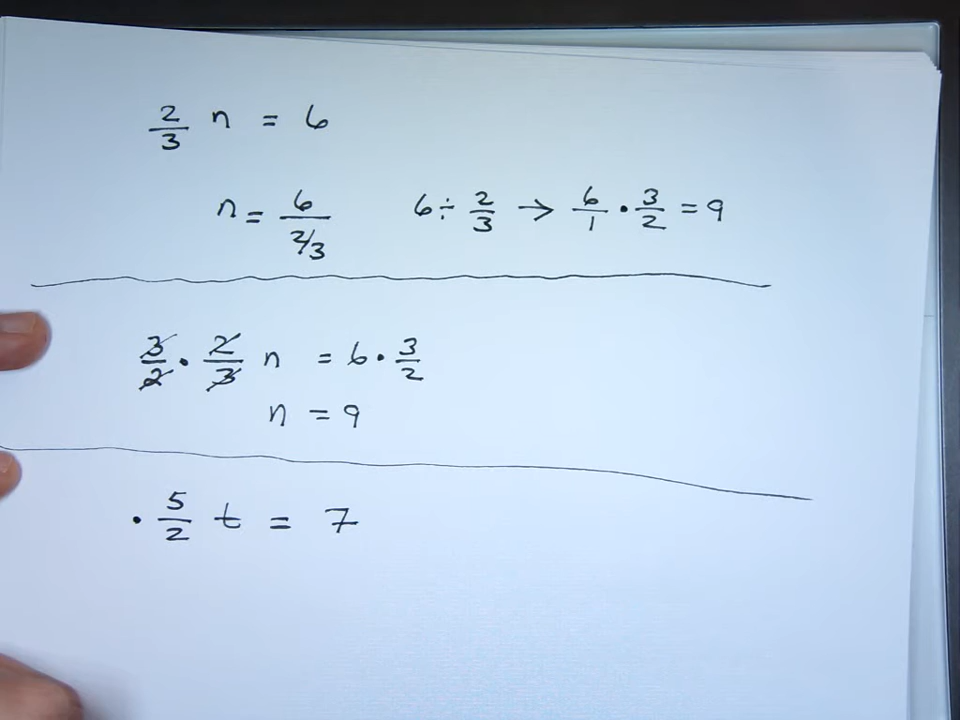 2/3 n = 6
n = 6/(2/3)   6 ÷ 2/3 → 6/1 · 3/2 = 9
3/2 · 2/3 n = 6 · 3/2
n = 9
· 5/2 t = 7